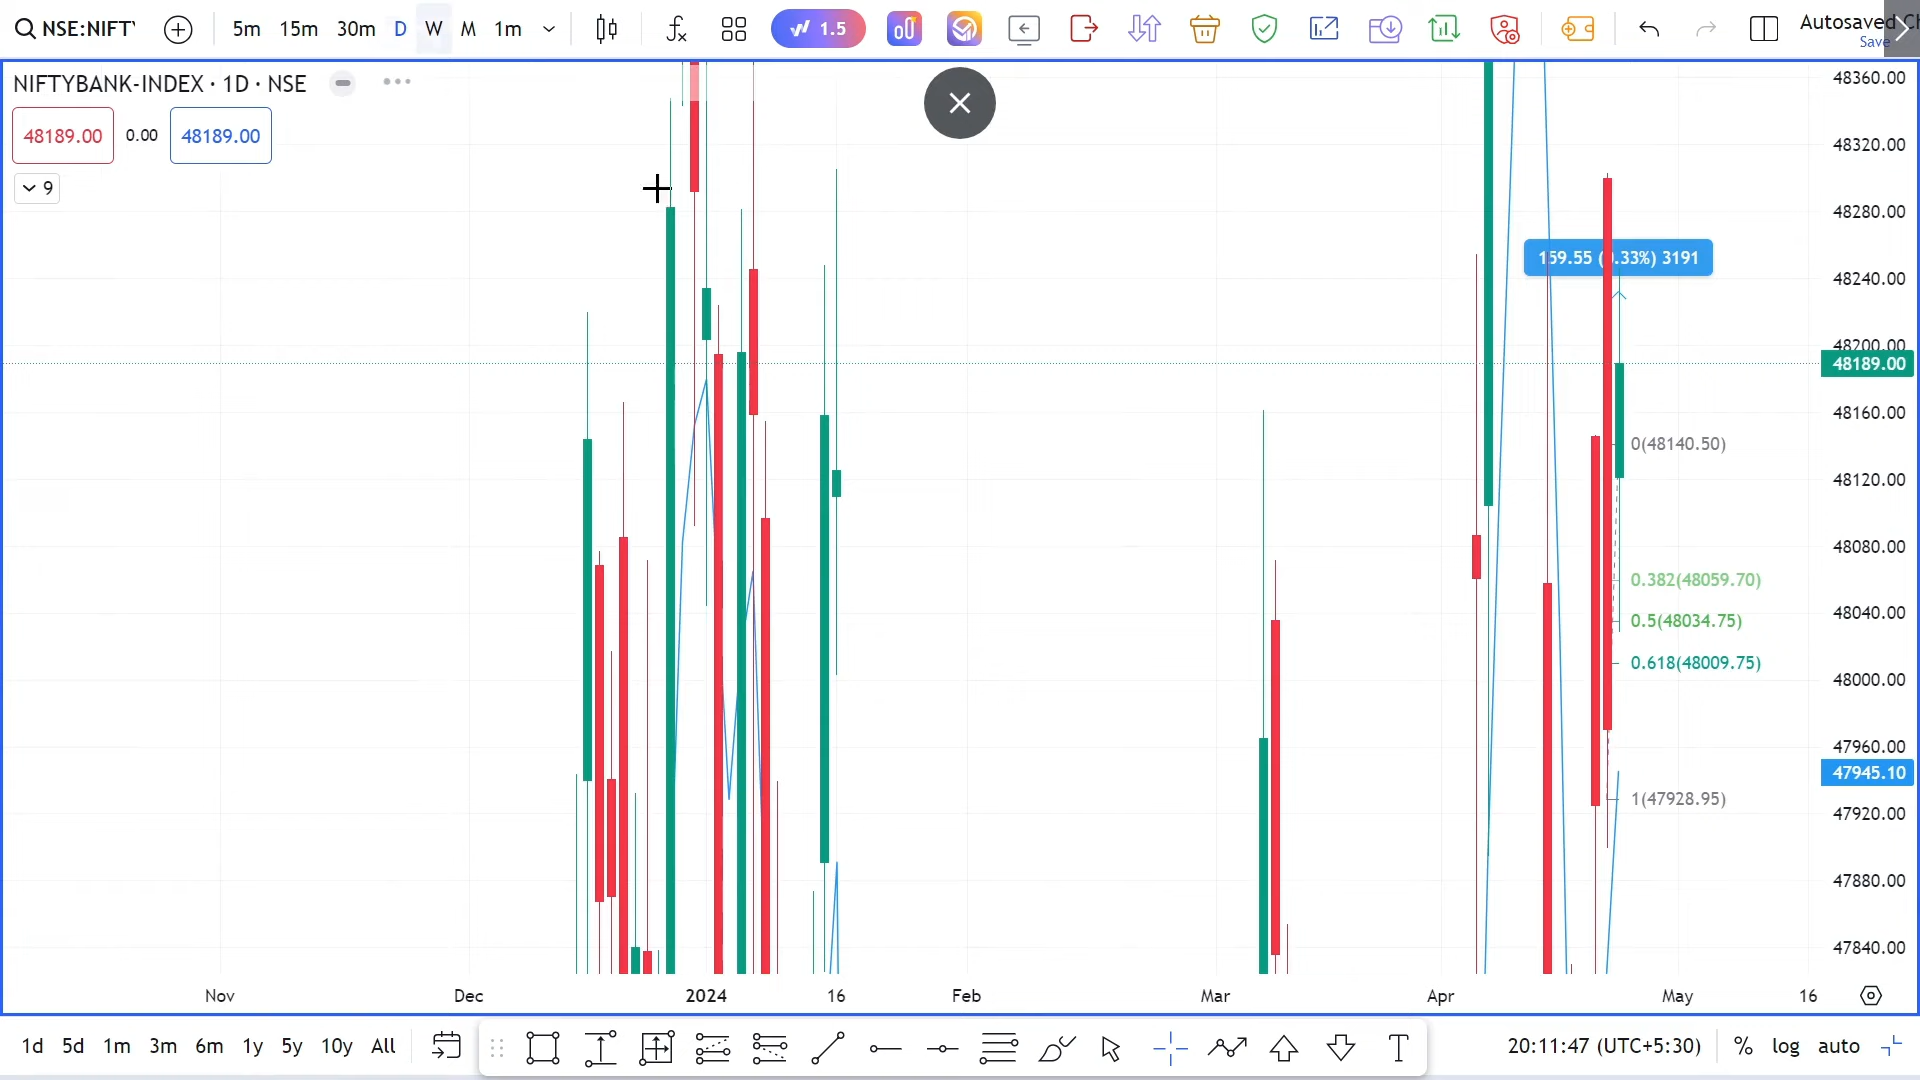 NSE:NIFTY
5m 15m 30m D W M 1m
1.5
Autosaved Ch
Save
NIFTYBANK-INDEX · 1D · NSE
48189.00 0.00 48189.00
9
159.55 (0.33%) 3191
0(48140.50)
0.382(48059.70)
0.5(48034.75)
0.618(48009.75)
1(47928.95)
48360.00
48320.00
48280.00
48240.00
48200.00
48189.00
48160.00
48120.00
48080.00
48040.00
48000.00
47960.00
47945.10
47920.00
47880.00
47840.00
Nov Dec 2024 16 Feb Mar Apr May 16
1d 5d 1m 3m 6m 1y 5y 10y All
T
20:11:47 (UTC+5:30) % log auto